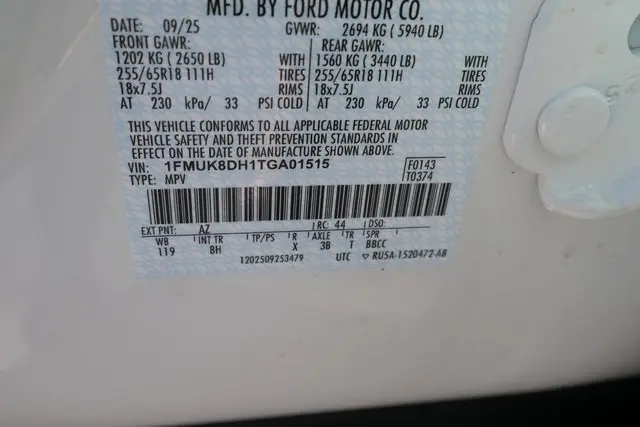 MFD. BY FORD MOTOR CO.
DATE: 09/25 GVWR: 2694 KG ( 5940 LB)
FRONT GAWR: REAR GAWR:
1202 KG ( 2650 LB) WITH 1560 KG ( 3440 LB) WITH
255/65R18 111H TIRES 255/65R18 111H TIRES
18x7.5J RIMS 18x7.5J RIMS
AT 230 kPa/ 33 PSI COLD AT 230 kPa/ 33 PSI COLD
THIS VEHICLE CONFORMS TO ALL APPLICABLE FEDERAL MOTOR
VEHICLE SAFETY AND THEFT PREVENTION STANDARDS IN
EFFECT ON THE DATE OF MANUFACTURE SHOWN ABOVE.
VIN: 1FMUK8DH1TGA01515 F0143
TYPE: MPV T0374
EXT PNT: AZ RC: 44 DSO:
WB INT TR TP/PS R AXLE TR SPR
119 BH X 3B T BBCC
1202509253479 UTC ▽ RU5A-1520472-AB